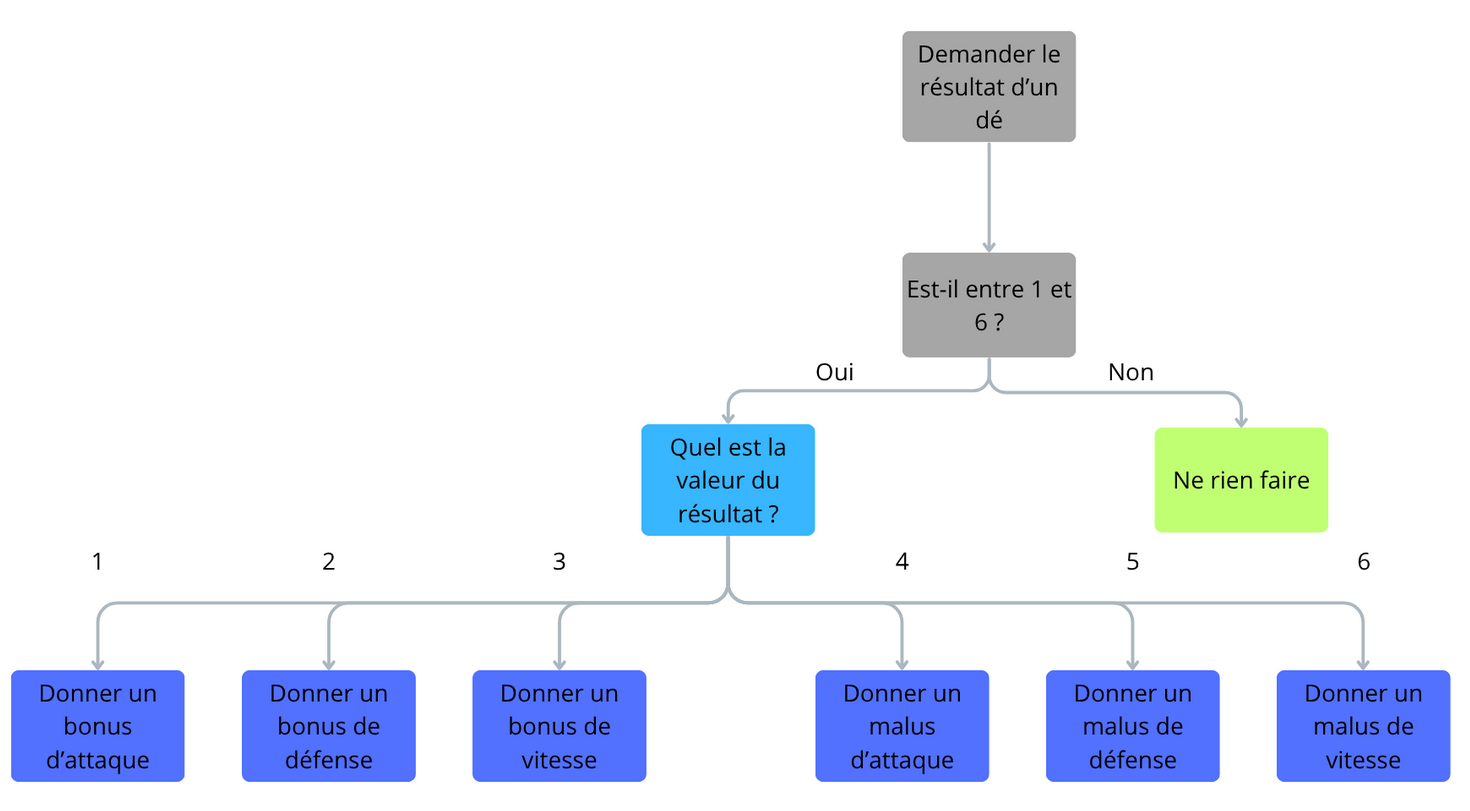 Demander le
résultat d’un
dé
Est-il entre 1 et
6 ?
Oui
Non
Quel est la
valeur du
résultat ?
Ne rien faire
1
2
3
4
5
6
Donner un
bonus
d’attaque
Donner un
bonus de
défense
Donner un
bonus de
vitesse
Donner un
malus
d’attaque
Donner un
malus de
défense
Donner un
malus de
vitesse